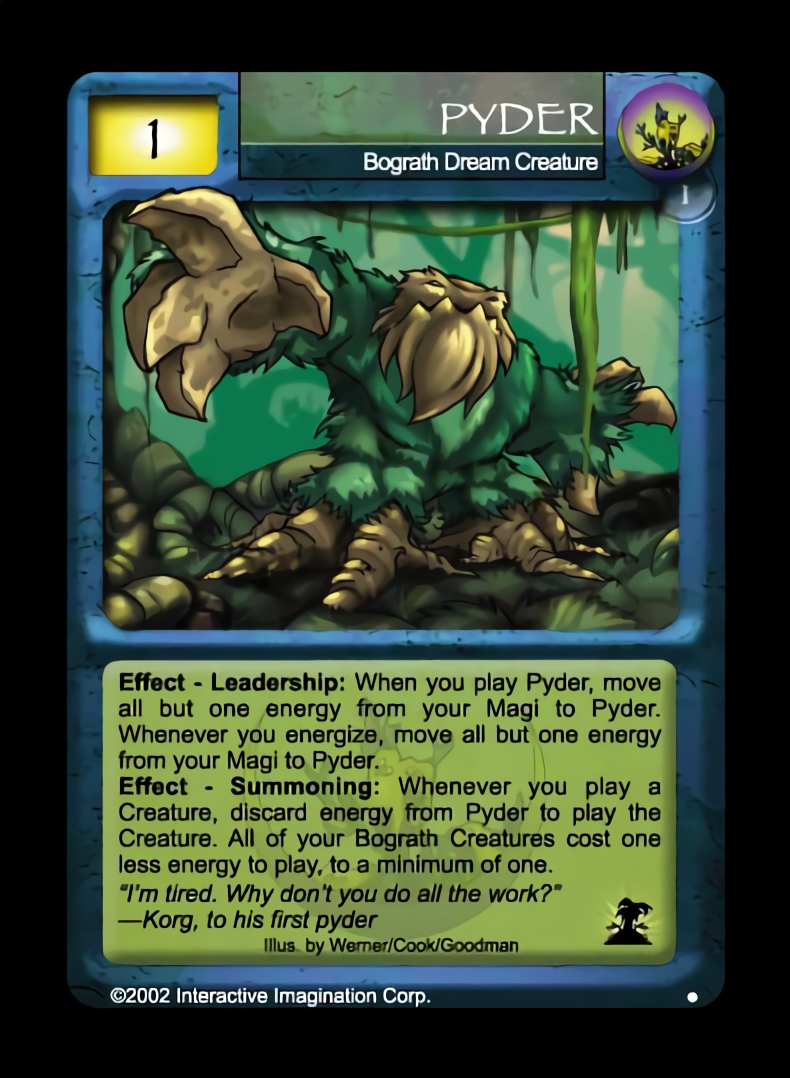 1
PYDER
Bograth Dream Creature
1
Effect - Leadership: When you play Pyder, move
all but one energy from your Magi to Pyder.
Whenever you energize, move all but one energy
from your Magi to Pyder.
Effect - Summoning: Whenever you play a
Creature, discard energy from Pyder to play the
Creature. All of your Bograth Creatures cost one
less energy to play, to a minimum of one.
"I'm tired. Why don't you do all the work?"
—Korg, to his first pyder
Illus. by Werner/Cook/Goodman
©2002 Interactive Imagination Corp.